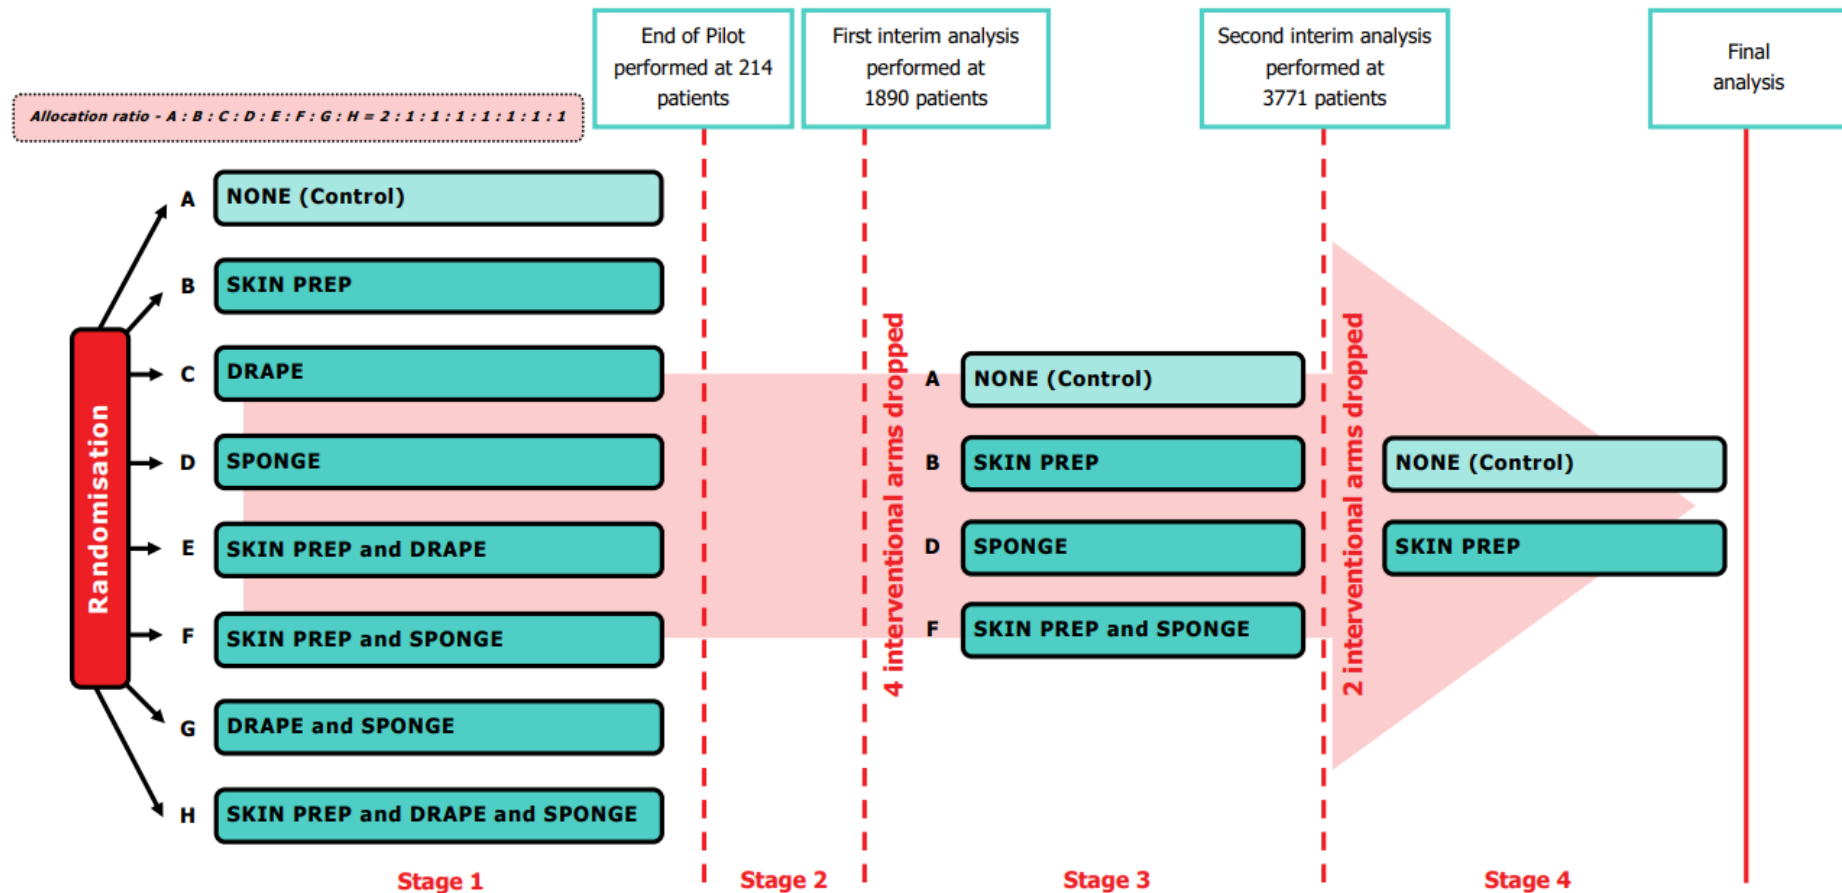 End of Pilot
performed at 214
patients
First interim analysis
performed at
1890 patients
Second interim analysis
performed at
3771 patients
Final
analysis
Allocation ratio - A : B : C : D : E : F : G : H = 2 : 1 : 1 : 1 : 1 : 1 : 1 : 1
Randomisation
A
NONE (Control)
B
SKIN PREP
C
DRAPE
D
SPONGE
E
SKIN PREP and DRAPE
F
SKIN PREP and SPONGE
G
DRAPE and SPONGE
H
SKIN PREP and DRAPE and SPONGE
4 interventional arms dropped
A
NONE (Control)
B
SKIN PREP
D
SPONGE
F
SKIN PREP and SPONGE
2 interventional arms dropped
NONE (Control)
SKIN PREP
Stage 1
Stage 2
Stage 3
Stage 4